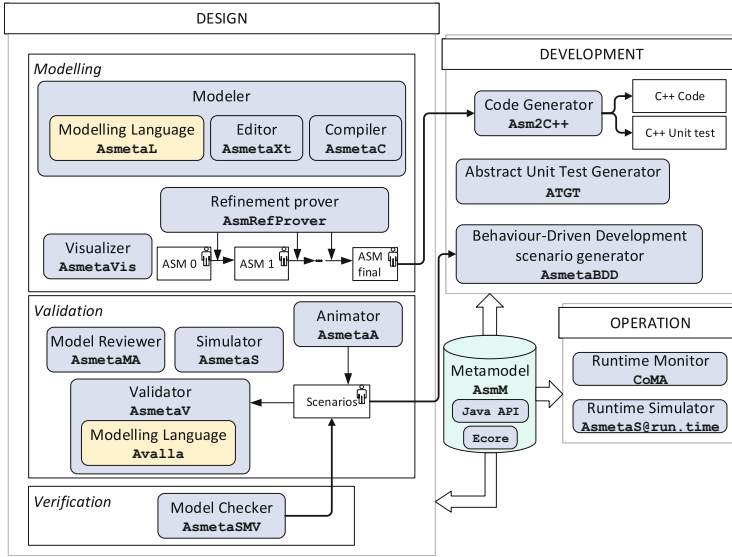 DESIGN
Modelling
Modeler
Modelling Language
AsmetaL
Editor
AsmetaXt
Compiler
AsmetaC
Refinement prover
AsmRefProver
Visualizer
AsmetaVis
ASM 0
ASM 1
ASM
final
Validation
Model Reviewer
AsmetaMA
Simulator
AsmetaS
Animator
AsmetaA
Validator
AsmetaV
Modelling Language
Avalla
Scenarios
Verification
Model Checker
AsmetaSMV
DEVELOPMENT
Code Generator
Asm2C++
C++ Code
C++ Unit test
Abstract Unit Test Generator
ATGT
Behaviour-Driven Development
scenario generator
AsmetaBDD
Metamodel
AsmM
Java API
Ecore
OPERATION
Runtime Monitor
CoMA
Runtime Simulator
AsmetaS@run.time